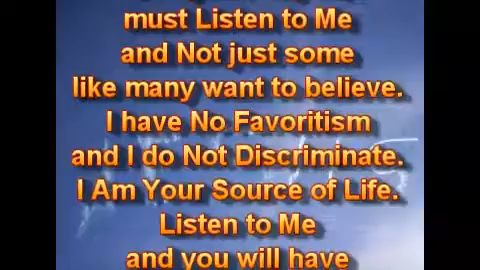 must Listen to Me
and Not just some
like many want to believe.
I have No Favoritism
and I do Not Discriminate.
I Am Your Source of Life.
Listen to Me
and you will have